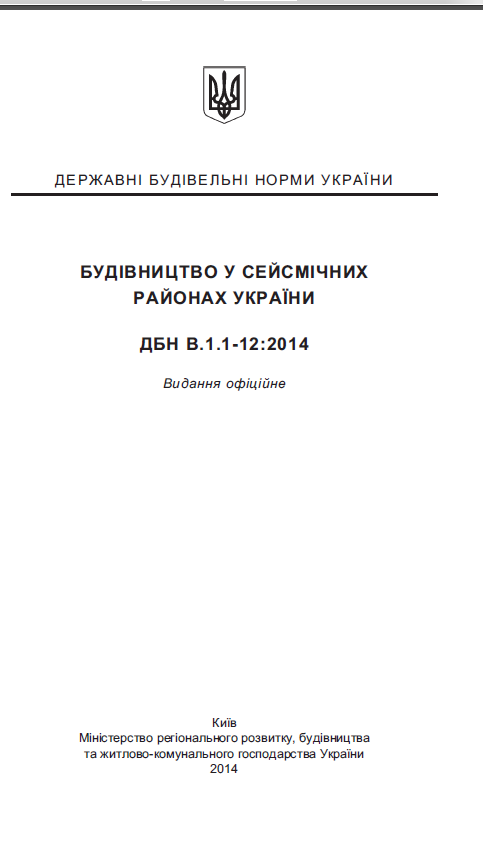 ДЕРЖАВНІ БУДІВЕЛЬНІ НОРМИ УКРАЇНИ
БУДІВНИЦТВО У СЕЙСМІЧНИХ
РАЙОНАХ УКРАЇНИ
ДБН В.1.1-12:2014
Видання офіційне
Київ
Міністерство регіонального розвитку, будівництва
та житлово-комунального господарства України
2014